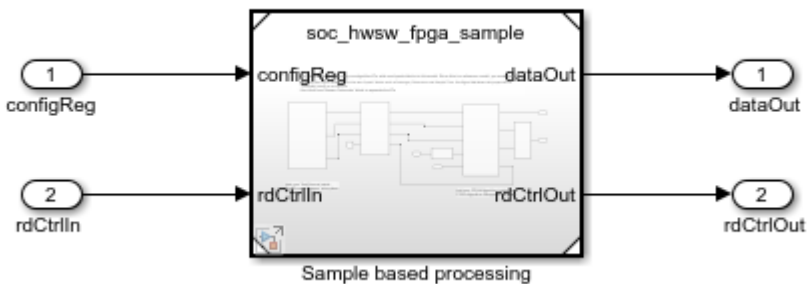 soc_hwsw_fpga_sample
1
configReg
configReg
dataOut
1
dataOut
2
rdCtrlIn
rdCtrlIn
rdCtrlOut
2
rdCtrlOut
Sample based processing